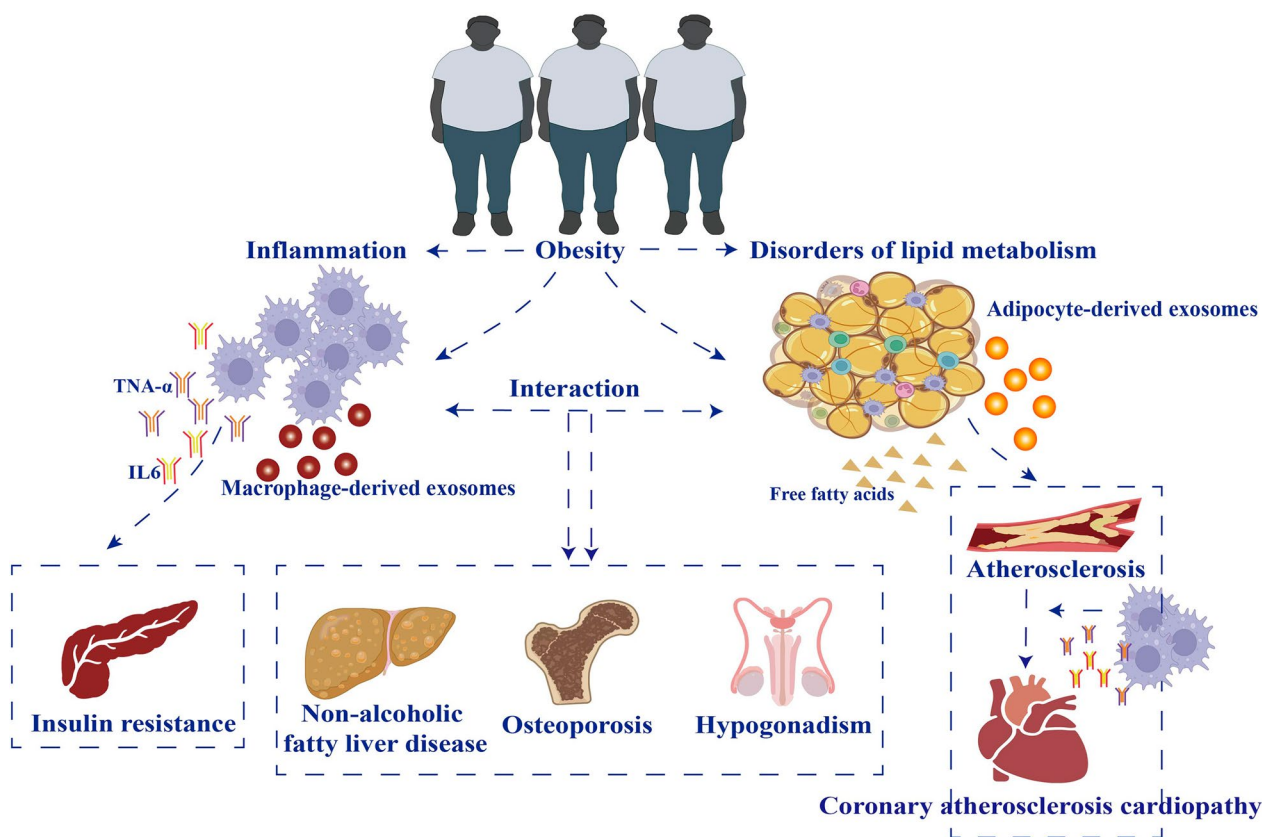 Inflammation
Obesity
Disorders of lipid metabolism
Adipocyte-derived exosomes
TNA-α
Interaction
IL6
Macrophage-derived exosomes
Free fatty acids
Atherosclerosis
Insulin resistance
Non-alcoholic
fatty liver disease
Osteoporosis
Hypogonadism
Coronary atherosclerosis cardiopathy